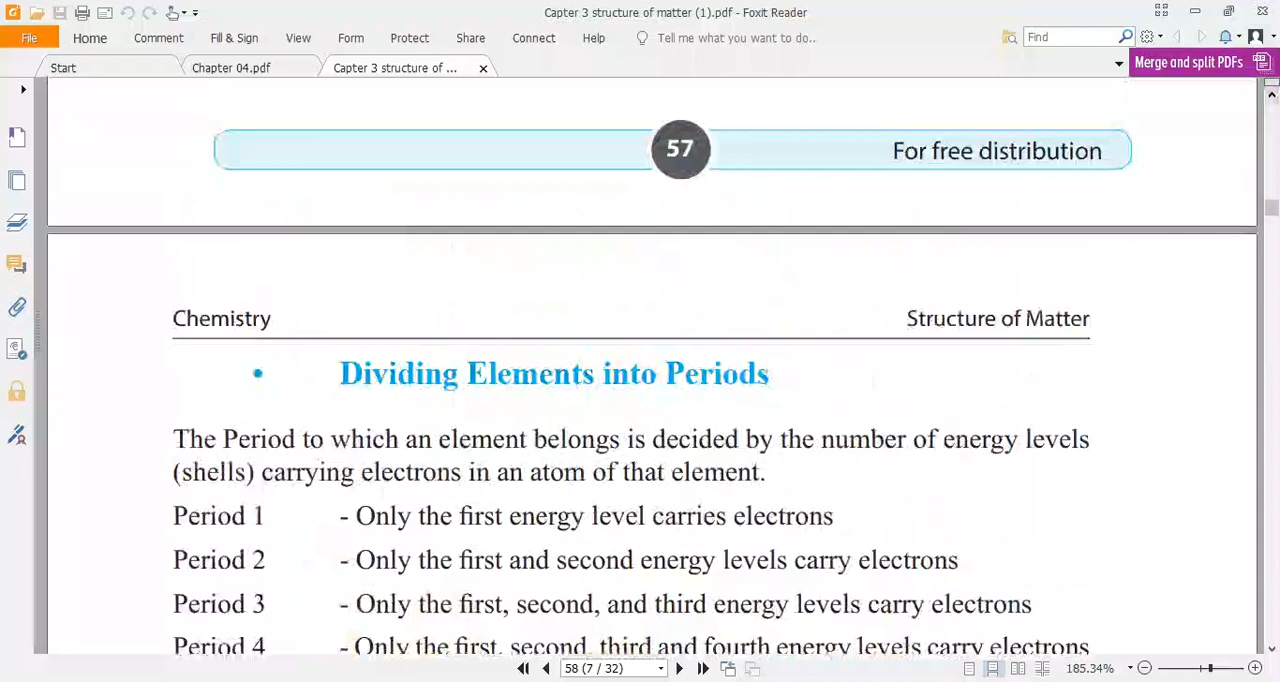 Capter 3 structure of matter (1).pdf - Foxit Reader
File Home Comment Fill & Sign View Form Protect Share Connect Help Tell me what you want to do.. Find
Start Chapter 04.pdf Capter 3 structure of ... Merge and split PDFs
57 For free distribution
Chemistry Structure of Matter
• Dividing Elements into Periods
The Period to which an element belongs is decided by the number of energy levels
(shells) carrying electrons in an atom of that element.
Period 1 - Only the first energy level carries electrons
Period 2 - Only the first and second energy levels carry electrons
Period 3 - Only the first, second, and third energy levels carry electrons
Period 4 - Only the first, second, third and fourth energy levels carry electrons
58 (7 / 32) 185.34%